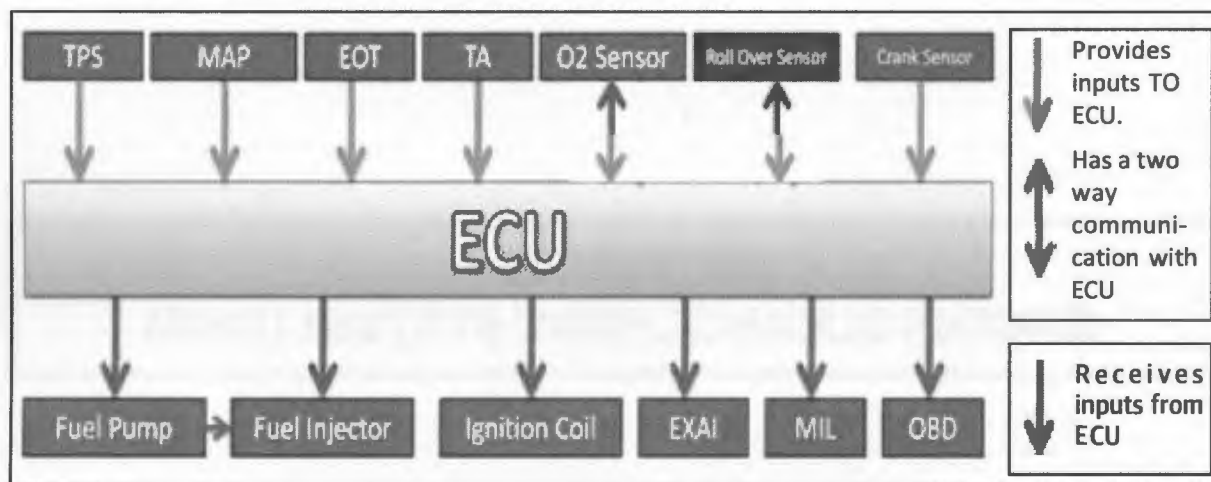 TPS MAP EOT TA O2 Sensor Roll Over Sensor Crank Sensor
ECU
Fuel Pump Fuel Injector Ignition Coil EXAI MIL OBD
Provides
inputs TO
ECU.
Has a two
way
communi-
cation with
ECU
Receives
inputs from
ECU